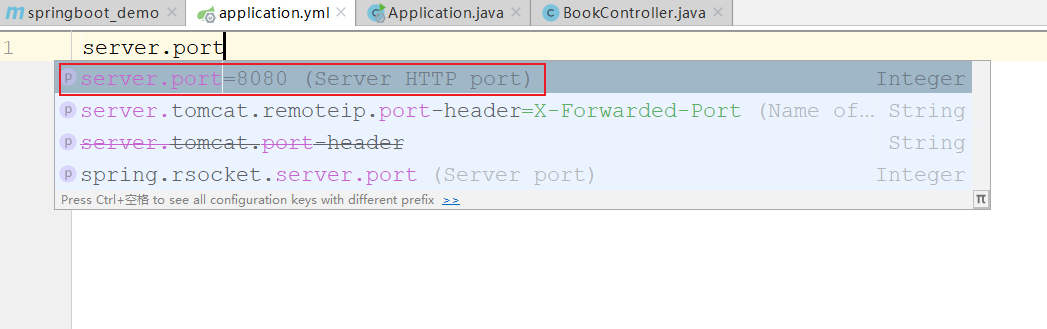 springboot_demo application.yml Application.java BookController.java
1 server.port
server.port=8080 (Server HTTP port) Integer
server.tomcat.remoteip.port-header=X-Forwarded-Port (Name of… String
server.tomcat.port-header String
spring.rsocket.server.port (Server port) Integer
Press Ctrl+空格 to see all configuration keys with different prefix >> π